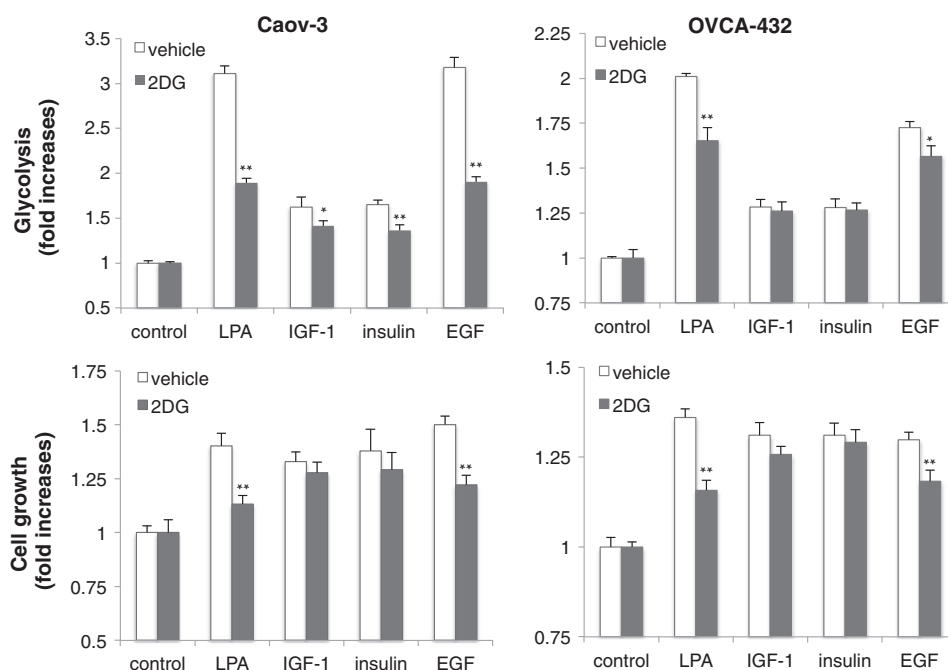 Caov-3
OVCA-432
Glycolysis
(fold increases)
3.5
3
2.5
2
1.5
1
0.5
vehicle
2DG
**
*
**
**
control LPA IGF-1 insulin EGF
2.25
2
1.75
1.5
1.25
1
0.75
vehicle
2DG
**
*
control LPA IGF-1 insulin EGF
Cell growth
(fold increases)
1.75
1.5
1.25
1
0.75
0.5
vehicle
2DG
**
**
control LPA IGF-1 insulin EGF
1.5
1.25
1
0.75
vehicle
2DG
**
**
control LPA IGF-1 insulin EGF